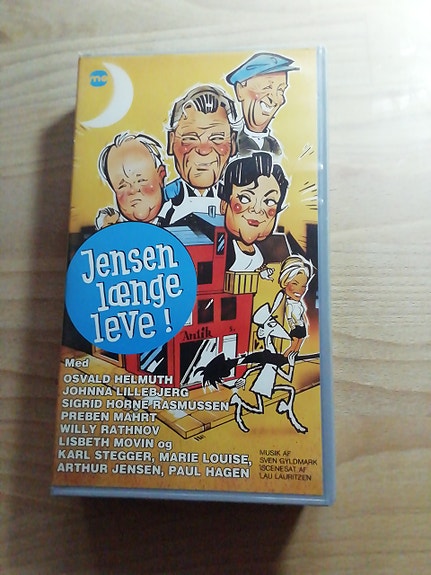 mo
Jensen
længe
leve!
Antik
Med
OSVALD HELMUTH
JOHNNA LILLEBJERG
SIGRID HORNE RASMUSSEN
PREBEN MAHRT
WILLY RATHNOV
LISBETH MOVIN og
KARL STEGGER, MARIE LOUISE,
ARTHUR JENSEN, PAUL HAGEN
MUSIK AF
SVEN GYLDMARK
ISCENESAT AF
LAU LAURITZEN